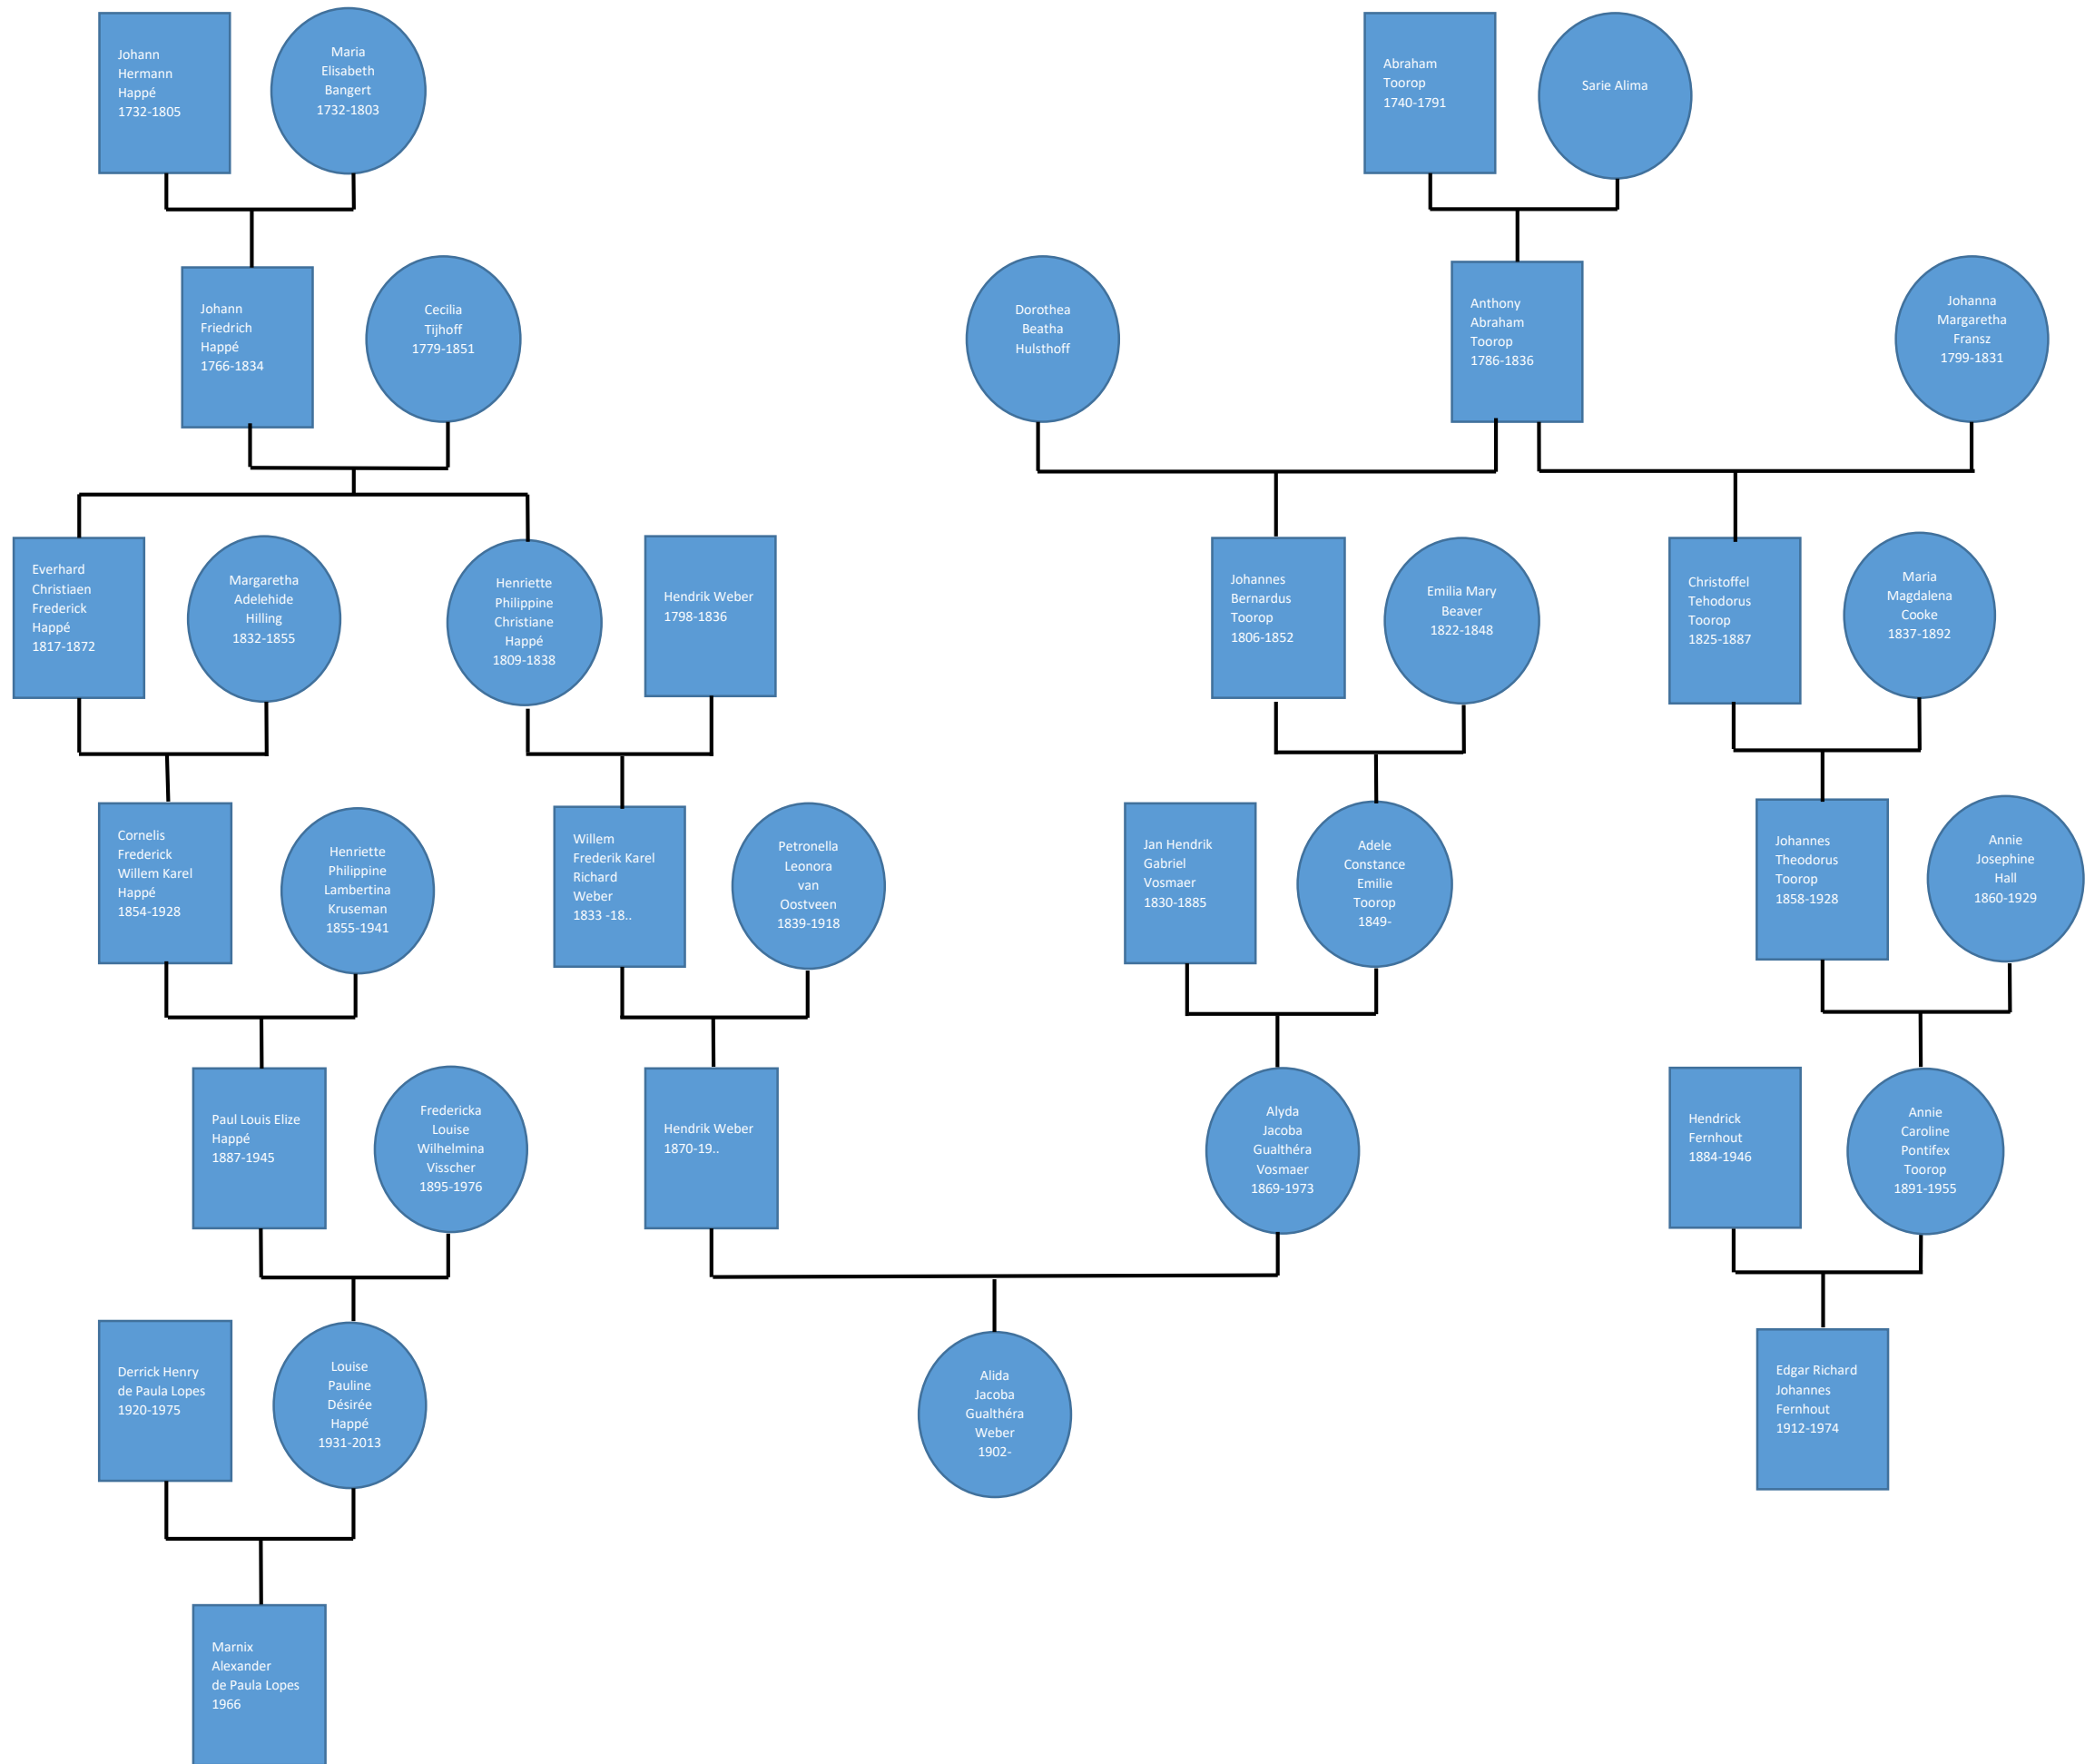 Johann
Hermann
Happé
1732-1805
Maria
Elisabeth
Bangert
1732-1803
Abraham
Toorop
1740-1791
Sarie Alima
Johann
Friedrich
Happé
1766-1834
Cecilia
Tijhoff
1779-1851
Dorothea
Beatha
Hulsthoff
Anthony
Abraham
Toorop
1786-1836
Johanna
Margaretha
Fransz
1799-1831
Everhard
Christiaen
Frederick
Happé
1817-1872
Margaretha
Adelehide
Hilling
1832-1855
Henriette
Philippine
Christiane
Happé
1809-1838
Hendrik Weber
1798-1836
Johannes
Bernardus
Toorop
1806-1852
Emilia Mary
Beaver
1822-1848
Christoffel
Tehodorus
Toorop
1825-1887
Maria
Magdalena
Cooke
1837-1892
Cornelis
Frederick
Willem Karel
Happé
1854-1928
Henriette
Philippine
Lambertina
Kruseman
1855-1941
Willem
Frederik Karel
Richard
Weber
1833 -18..
Petronella
Leonora
van
Oostveen
1839-1918
Jan Hendrik
Gabriel
Vosmaer
1830-1885
Adele
Constance
Emilie
Toorop
1849-
Johannes
Theodorus
Toorop
1858-1928
Annie
Josephine
Hall
1860-1929
Paul Louis Elize
Happé
1887-1945
Fredericka
Louise
Wilhelmina
Visscher
1895-1976
Hendrik Weber
1870-19..
Alyda
Jacoba
Gualthéra
Vosmaer
1869-1973
Hendrick
Fernhout
1884-1946
Annie
Caroline
Pontifex
Toorop
1891-1955
Derrick Henry
de Paula Lopes
1920-1975
Louise
Pauline
Désirée
Happé
1931-2013
Alida
Jacoba
Gualthéra
Weber
1902-
Edgar Richard
Johannes
Fernhout
1912-1974
Marnix
Alexander
de Paula Lopes
1966